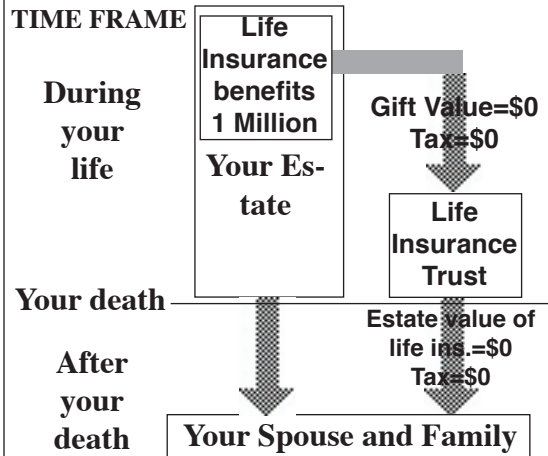 TIME FRAME
Life
Insurance
benefits
1 Million
During
your
life
Your Es-
tate
Gift Value=$0
Tax=$0
Life
Insurance
Trust
Your death
Estate value of
life ins.=$0
Tax=$0
After
your
death
Your Spouse and Family